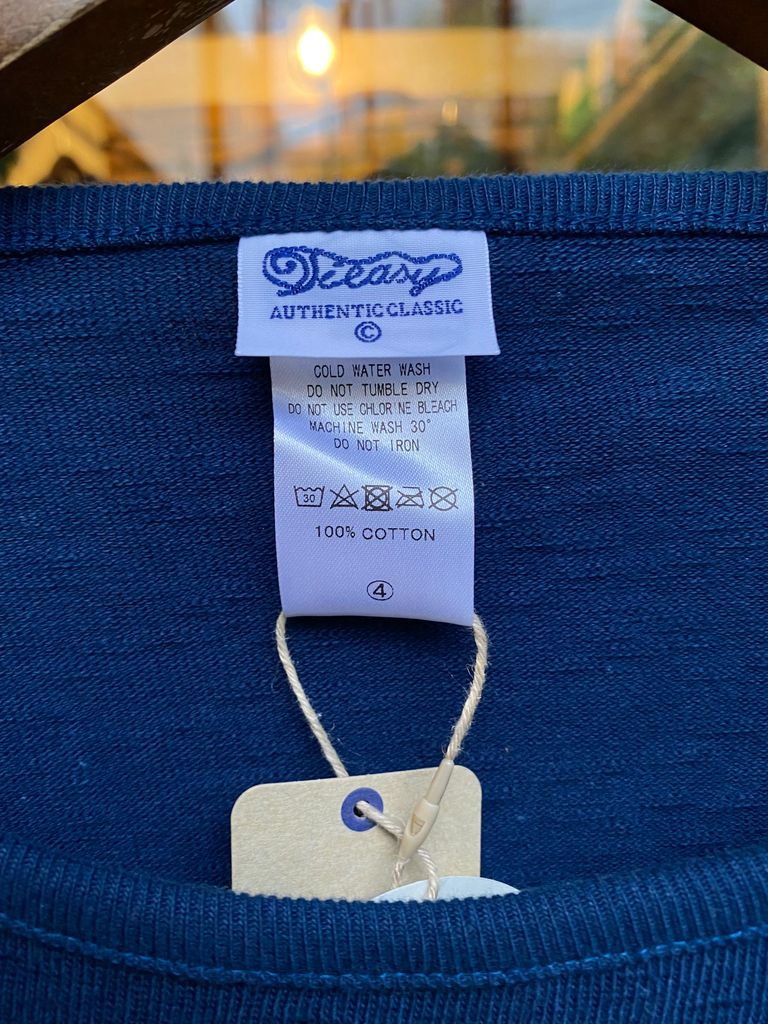 Dieasy
AUTHENTIC CLASSIC
©
COLD WATER WASH
DO NOT TUMBLE DRY
DO NOT USE CHLORINE BLEACH
MACHINE WASH 30°
DO NOT IRON
30
100% COTTON
④